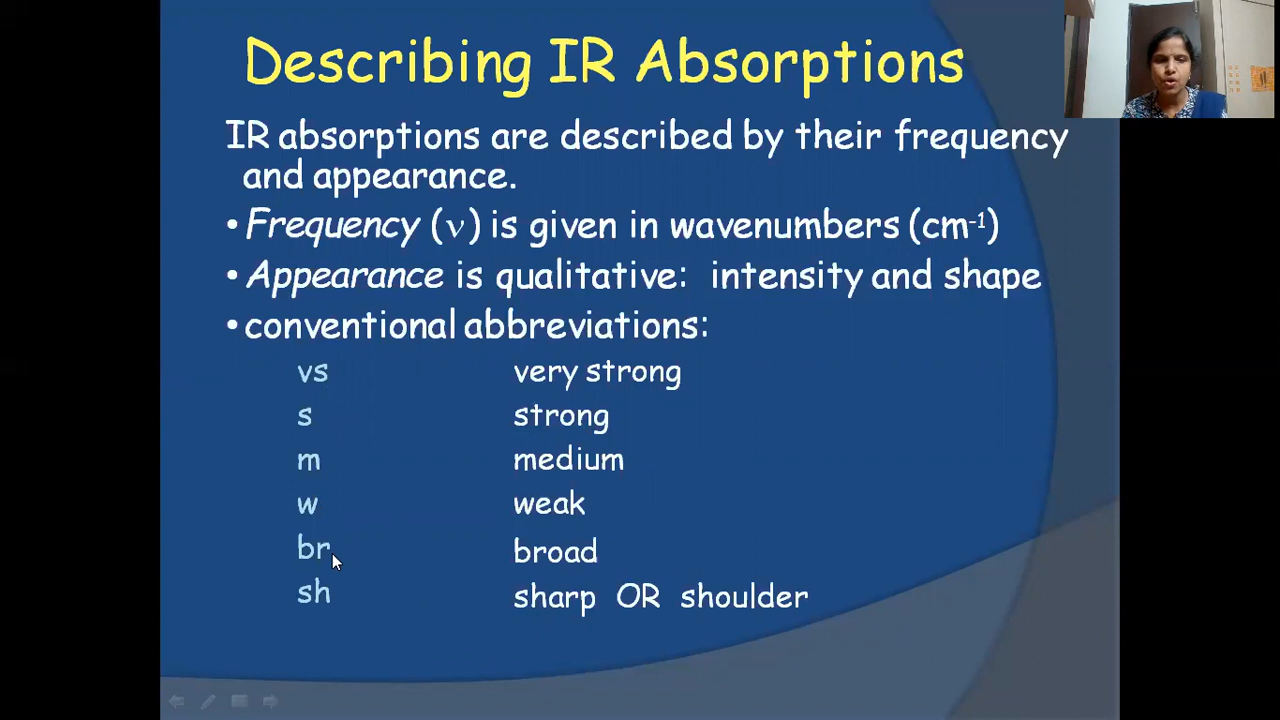 Describing IR Absorptions
IR absorptions are described by their frequency
and appearance.
• Frequency (ν) is given in wavenumbers (cm⁻¹)
• Appearance is qualitative: intensity and shape
• conventional abbreviations:
vs very strong
s strong
m medium
w weak
br broad
sh sharp OR shoulder